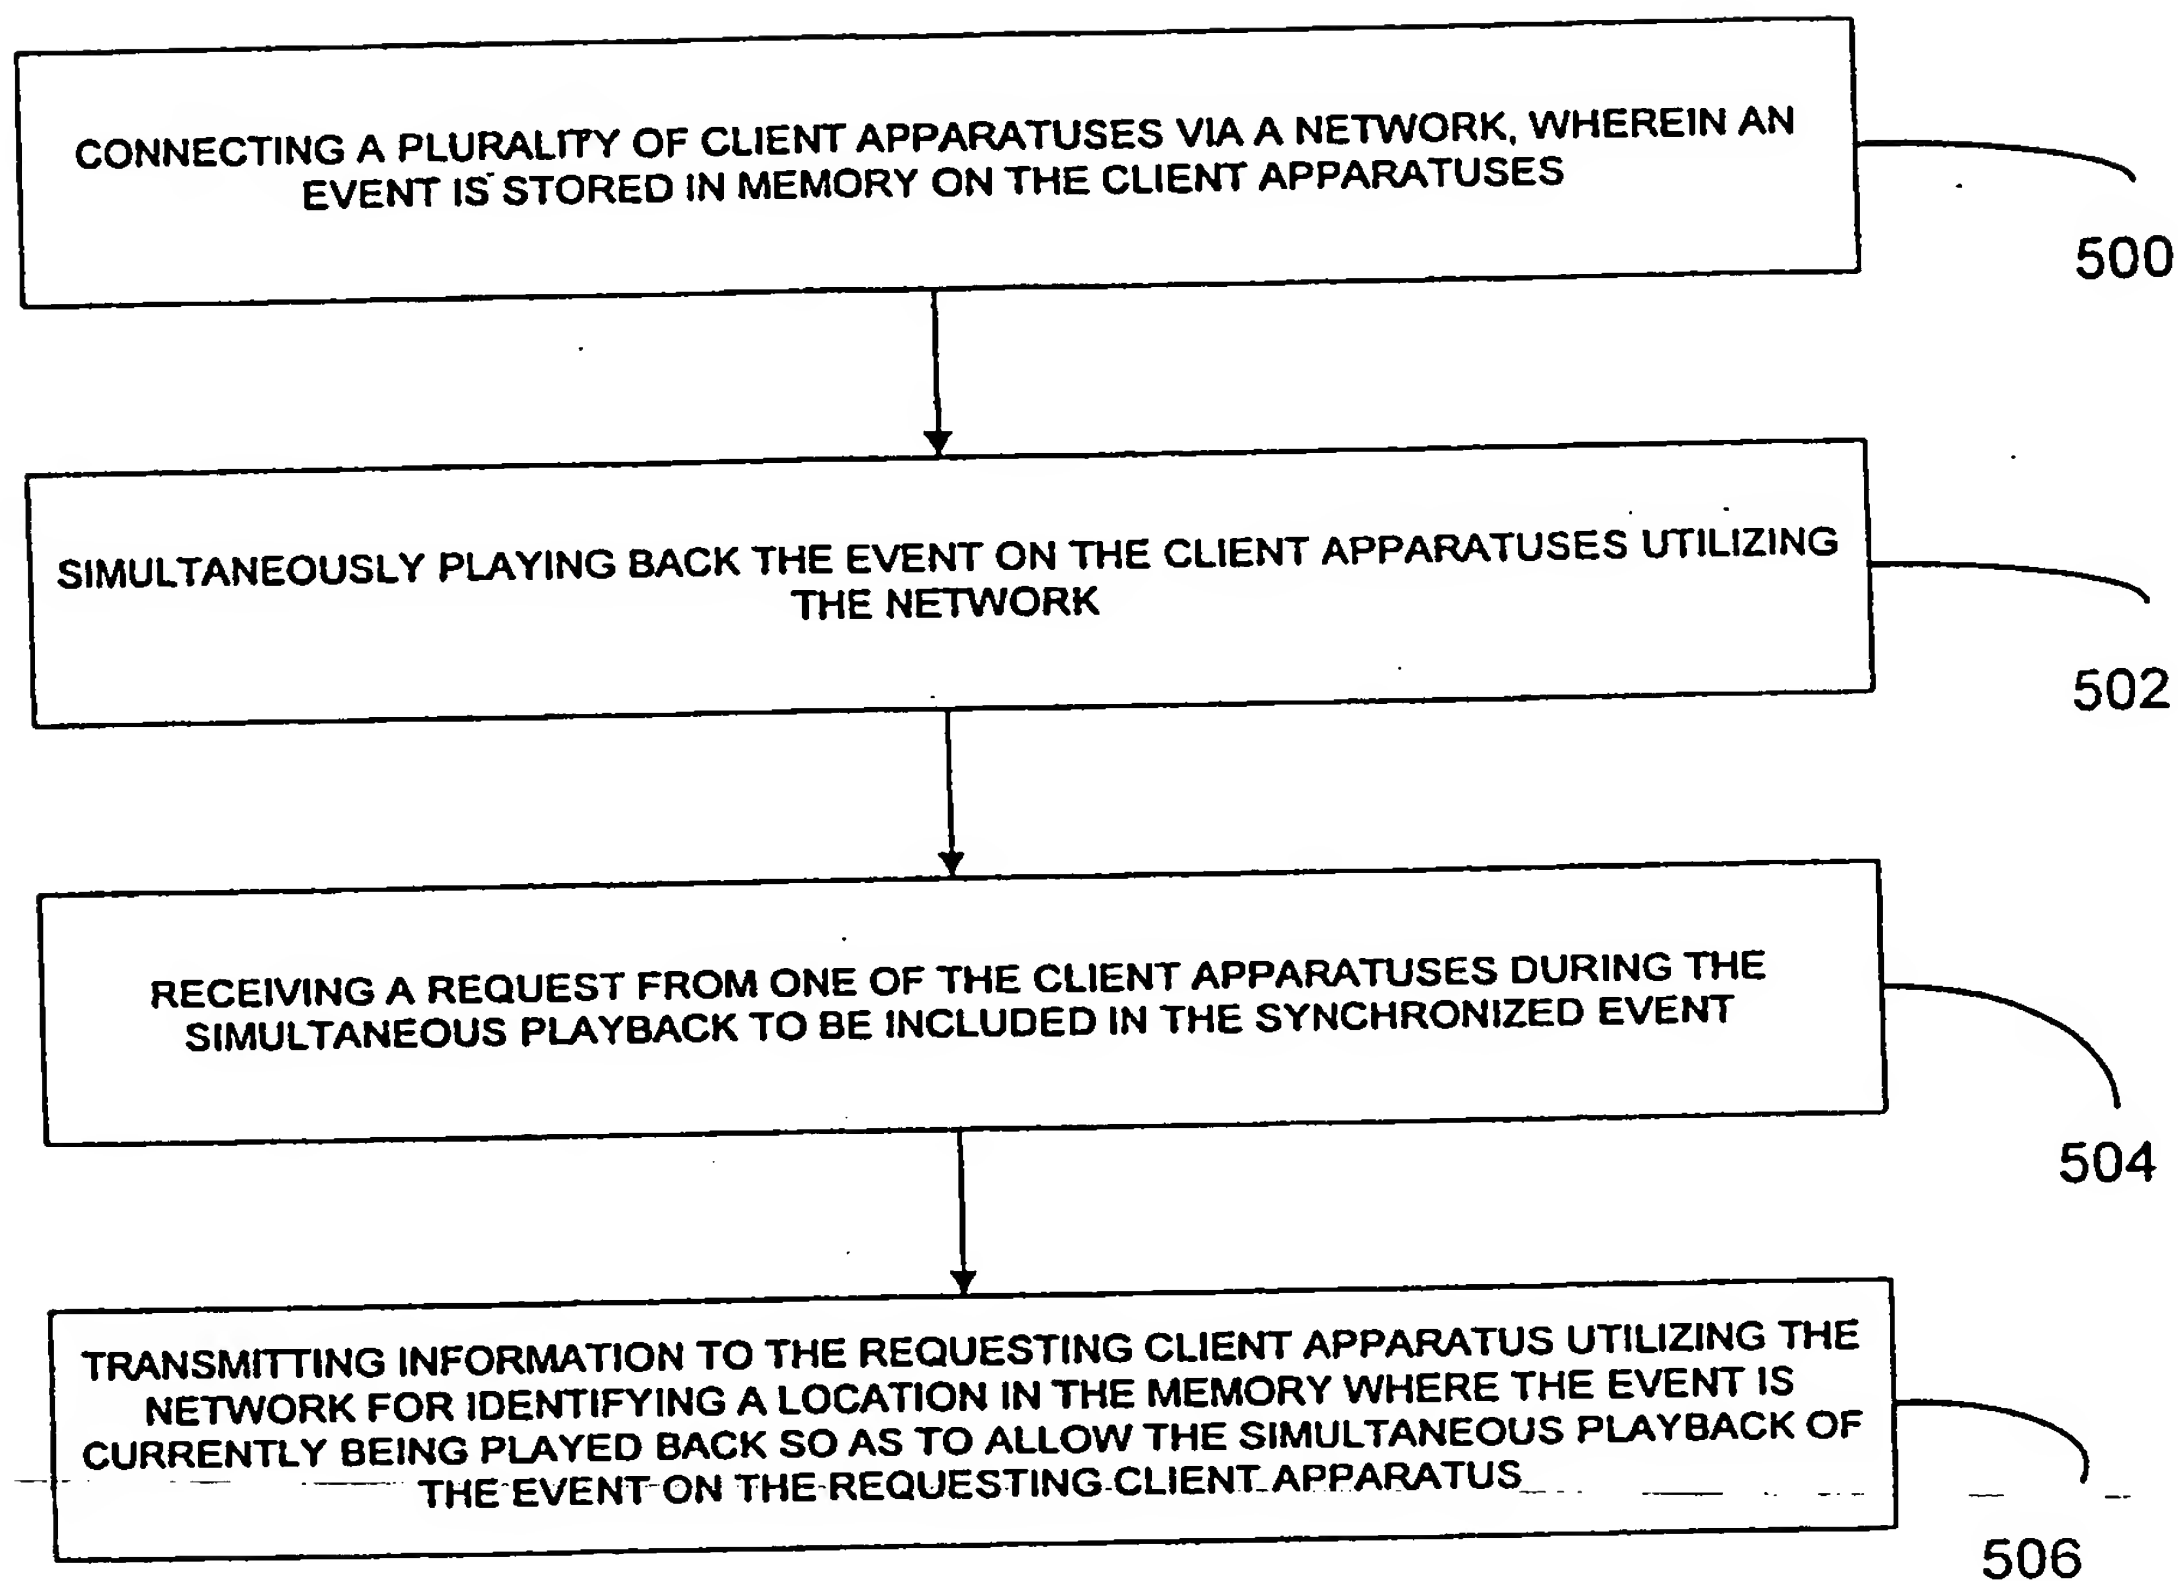 CONNECTING A PLURALITY OF CLIENT APPARATUSES VIA A NETWORK, WHEREIN AN
EVENT IS STORED IN MEMORY ON THE CLIENT APPARATUSES
500
SIMULTANEOUSLY PLAYING BACK THE EVENT ON THE CLIENT APPARATUSES UTILIZING
THE NETWORK
502
RECEIVING A REQUEST FROM ONE OF THE CLIENT APPARATUSES DURING THE
SIMULTANEOUS PLAYBACK TO BE INCLUDED IN THE SYNCHRONIZED EVENT
504
TRANSMITTING INFORMATION TO THE REQUESTING CLIENT APPARATUS UTILIZING THE
NETWORK FOR IDENTIFYING A LOCATION IN THE MEMORY WHERE THE EVENT IS
CURRENTLY BEING PLAYED BACK SO AS TO ALLOW THE SIMULTANEOUS PLAYBACK OF
THE EVENT ON THE REQUESTING CLIENT APPARATUS
506